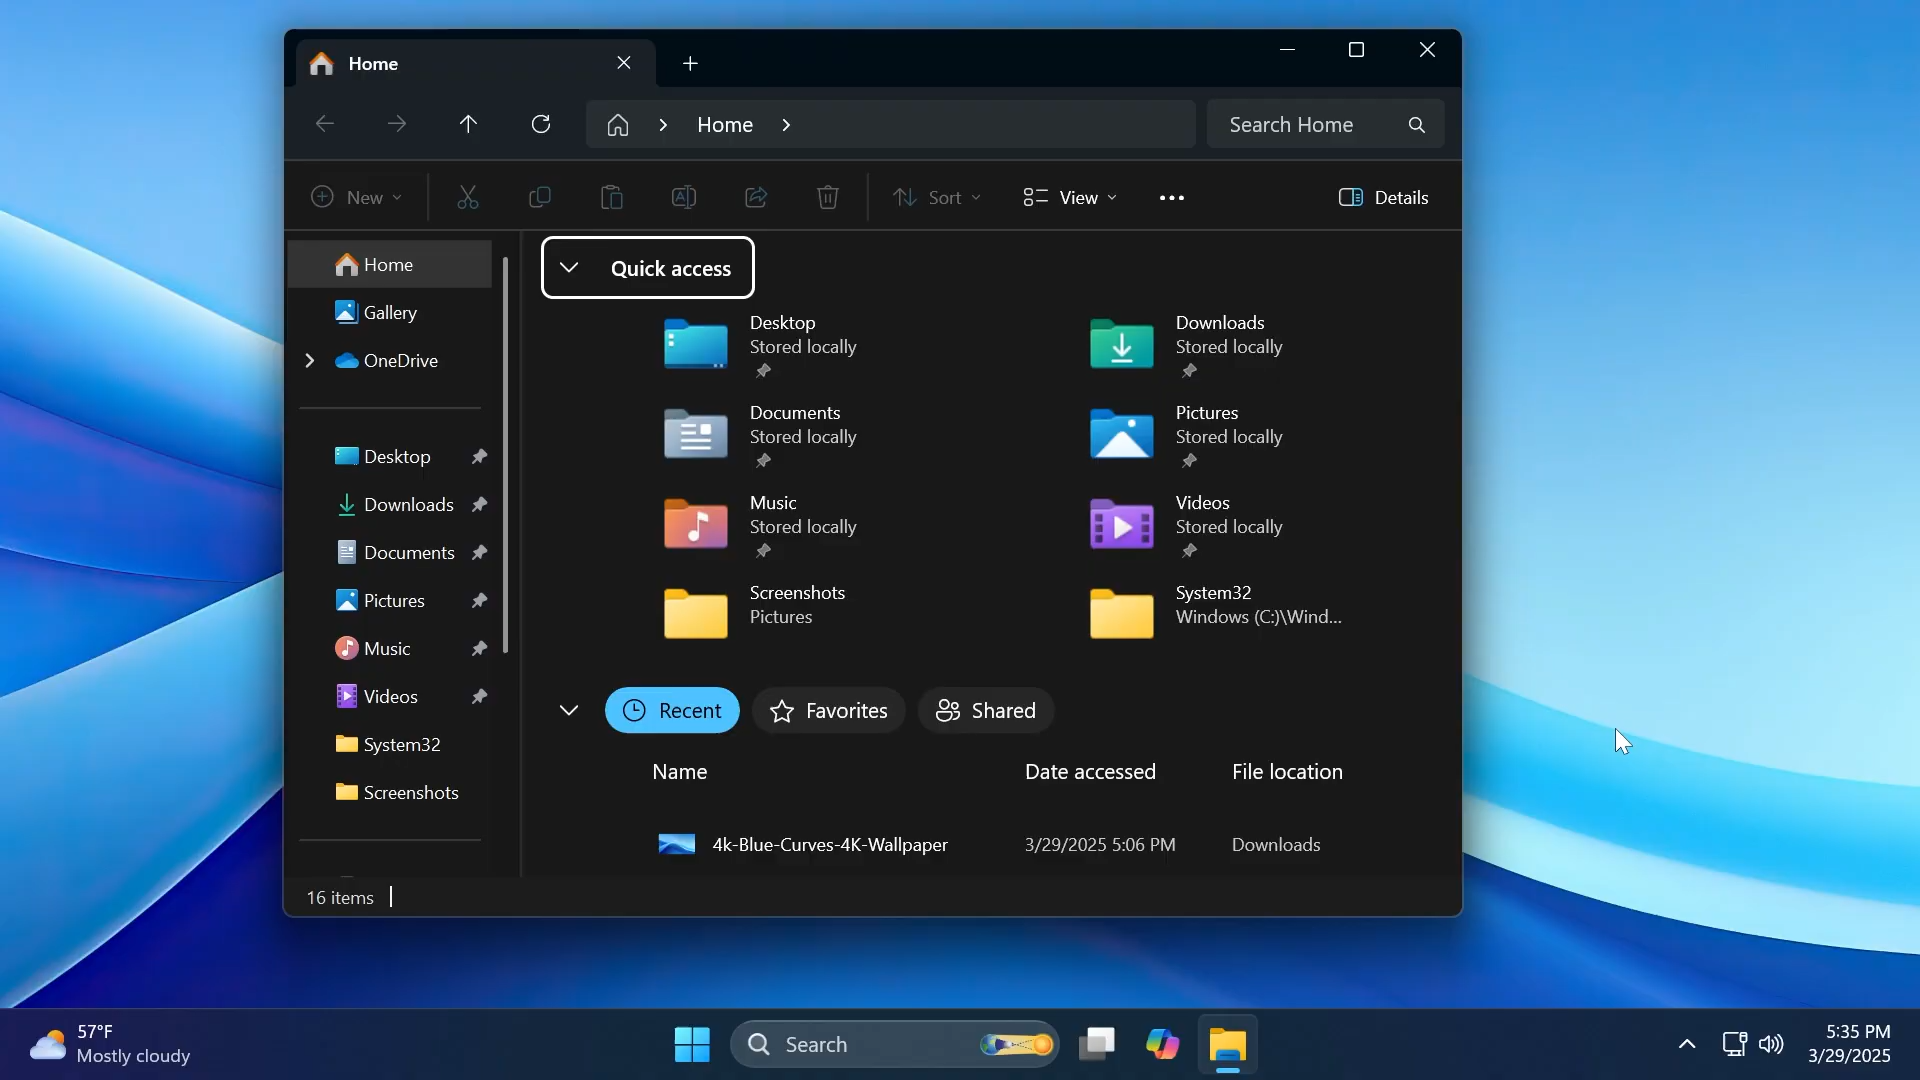 Home
Home
Search Home
New
Sort
View
Details
Home
Gallery
OneDrive
Desktop
Downloads
Documents
Pictures
Music
Videos
System32
Screenshots
Quick access
Desktop
Stored locally
Downloads
Stored locally
Documents
Stored locally
Pictures
Stored locally
Music
Stored locally
Videos
Stored locally
Screenshots
Pictures
System32
Windows (C:)\Wind...
Recent
Favorites
Shared
Name
Date accessed
File location
4k-Blue-Curves-4K-Wallpaper
3/29/2025 5:06 PM
Downloads
16 items
57°F
Mostly cloudy
Search
5:35 PM
3/29/2025